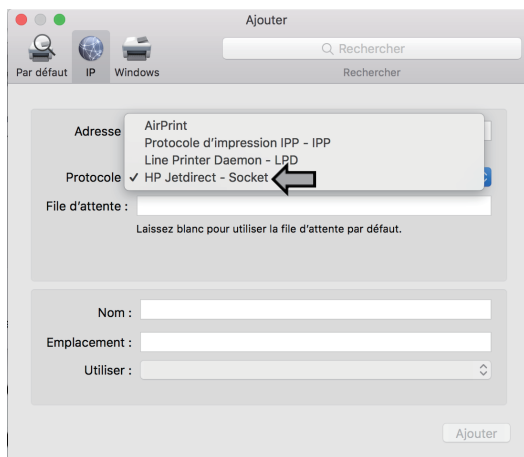 Ajouter
Rechercher
Par défaut IP Windows Rechercher
Adresse
AirPrint
Protocole d'impression IPP - IPP
Line Printer Daemon - LPD
Protocole ✓ HP Jetdirect - Socket
File d'attente :
Laissez blanc pour utiliser la file d'attente par défaut.
Nom :
Emplacement :
Utiliser :
Ajouter